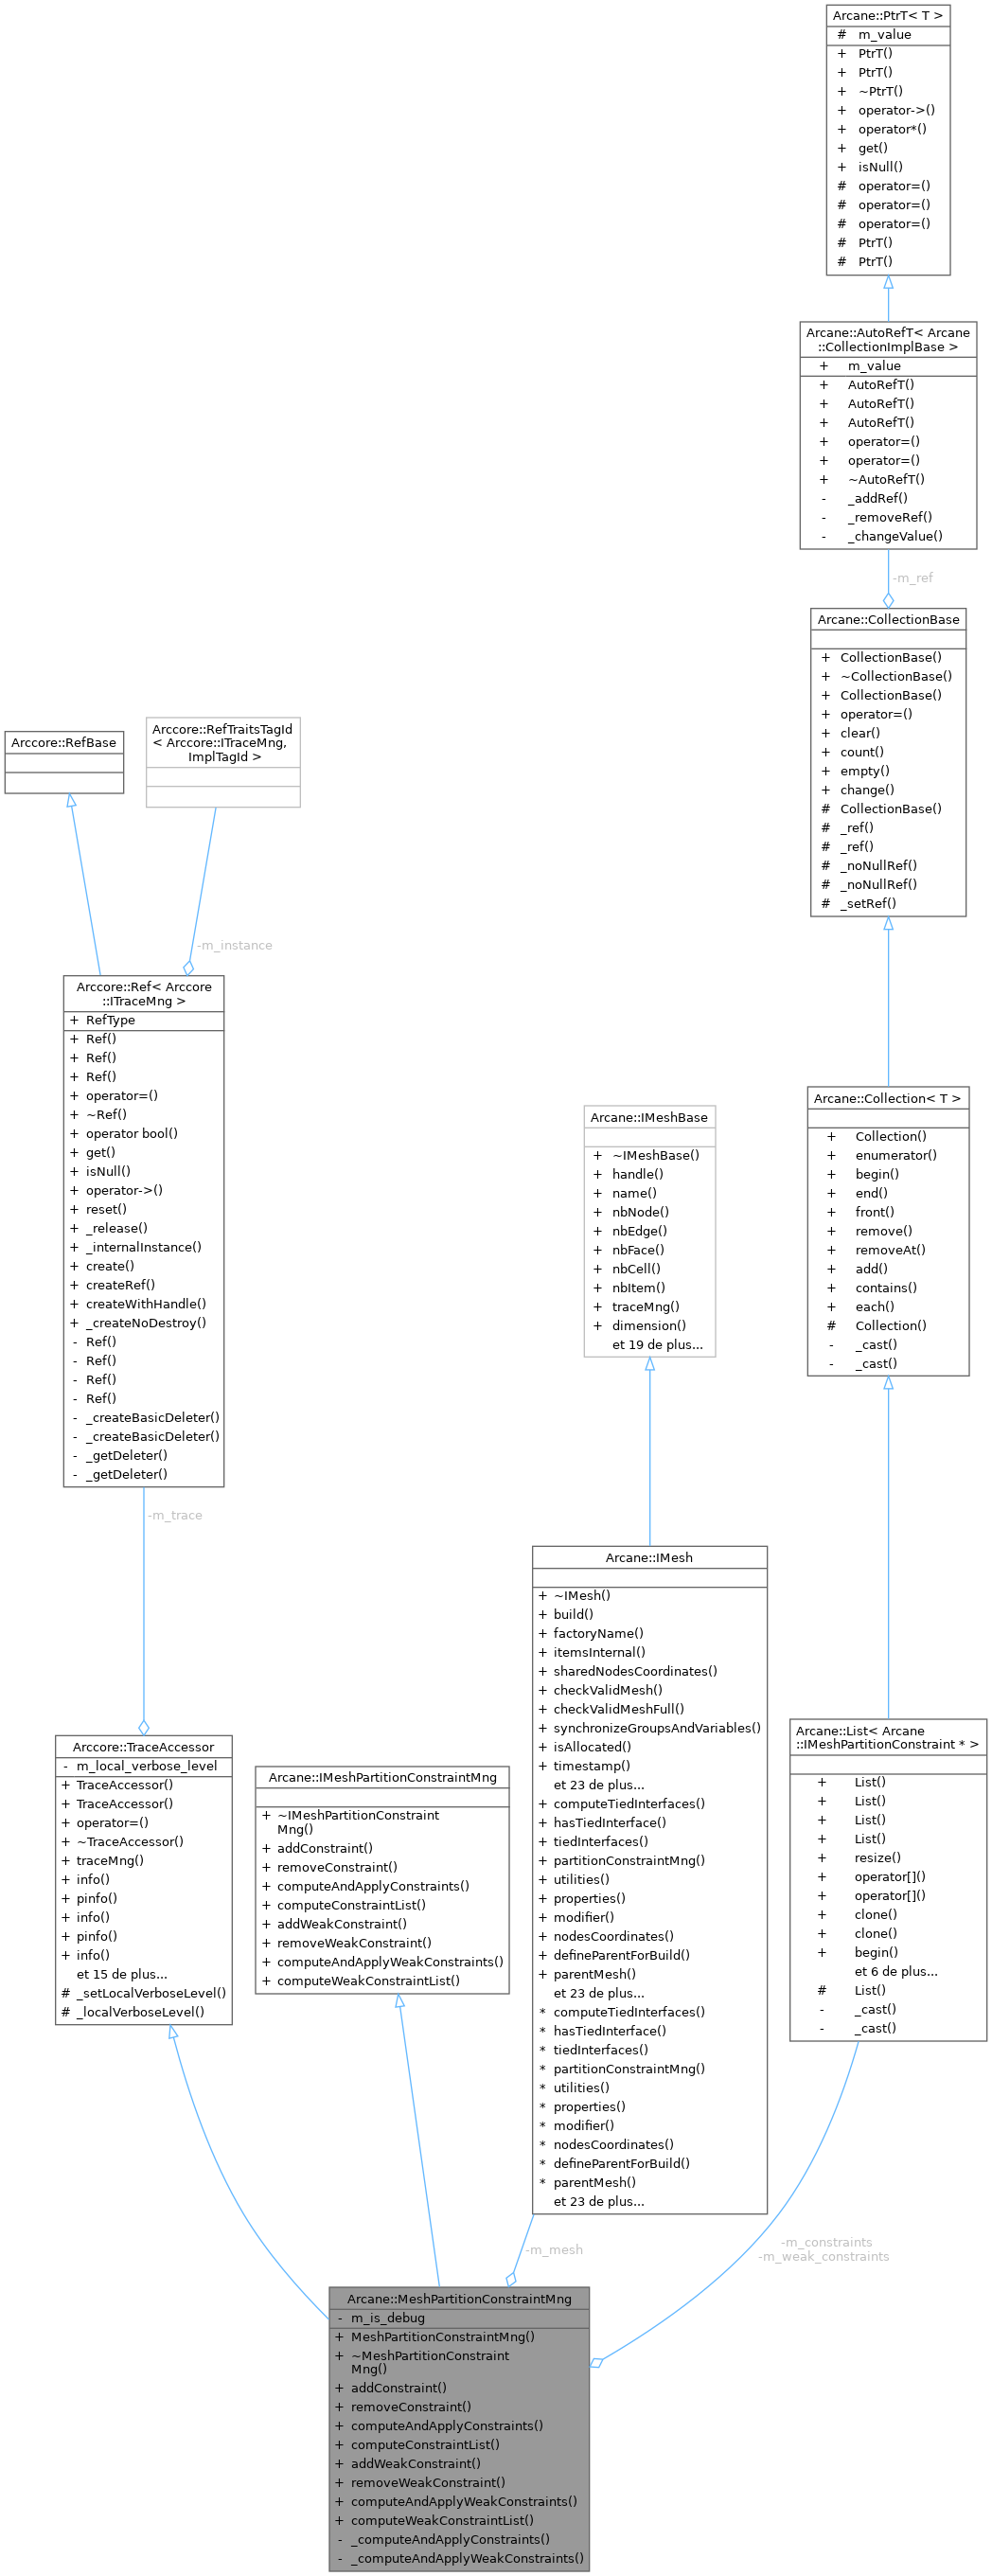 Arcane::PtrT< T >
# m_value
+ PtrT()
+ PtrT()
+ ~PtrT()
+ operator->()
+ operator*()
+ get()
+ isNull()
# operator=()
# operator=()
# operator=()
# PtrT()
# PtrT()
Arcane::AutoRefT< Arcane
::CollectionImplBase >
+ m_value
+ AutoRefT()
+ AutoRefT()
+ AutoRefT()
+ operator=()
+ operator=()
+ ~AutoRefT()
- _addRef()
- _removeRef()
- _changeValue()
-m_ref
Arcane::CollectionBase
+ CollectionBase()
+ ~CollectionBase()
+ CollectionBase()
+ operator=()
+ clear()
+ count()
+ empty()
+ change()
# CollectionBase()
# _ref()
# _ref()
# _noNullRef()
# _noNullRef()
# _setRef()
Arccore::RefBase
Arccore::RefTraitsTagId
< Arccore::ITraceMng,
ImplTagId >
-m_instance
Arccore::Ref< Arccore
::ITraceMng >
+ RefType
+ Ref()
+ Ref()
+ Ref()
+ operator=()
+ ~Ref()
+ operator bool()
+ get()
+ isNull()
+ operator->()
+ reset()
+ _release()
+ _internalInstance()
+ create()
+ createRef()
+ createWithHandle()
+ _createNoDestroy()
- Ref()
- Ref()
- Ref()
- Ref()
- _createBasicDeleter()
- _createBasicDeleter()
- _getDeleter()
- _getDeleter()
-m_trace
Arcane::IMeshBase
+ ~IMeshBase()
+ handle()
+ name()
+ nbNode()
+ nbEdge()
+ nbFace()
+ nbCell()
+ nbItem()
+ traceMng()
+ dimension()
et 19 de plus...
Arcane::Collection< T >
+ Collection()
+ enumerator()
+ begin()
+ end()
+ front()
+ remove()
+ removeAt()
+ add()
+ contains()
+ each()
# Collection()
- _cast()
- _cast()
Arccore::TraceAccessor
- m_local_verbose_level
+ TraceAccessor()
+ TraceAccessor()
+ operator=()
+ ~TraceAccessor()
+ traceMng()
+ info()
+ pinfo()
+ info()
+ pinfo()
+ info()
et 15 de plus...
# _setLocalVerboseLevel()
# _localVerboseLevel()
Arcane::IMeshPartitionConstraintMng
+ ~IMeshPartitionConstraint
Mng()
+ addConstraint()
+ removeConstraint()
+ computeAndApplyConstraints()
+ computeConstraintList()
+ addWeakConstraint()
+ removeWeakConstraint()
+ computeAndApplyWeakConstraints()
+ computeWeakConstraintList()
Arcane::IMesh
+ ~IMesh()
+ build()
+ factoryName()
+ itemsInternal()
+ sharedNodesCoordinates()
+ checkValidMesh()
+ checkValidMeshFull()
+ synchronizeGroupsAndVariables()
+ isAllocated()
+ timestamp()
et 23 de plus...
+ computeTiedInterfaces()
+ hasTiedInterface()
+ tiedInterfaces()
+ partitionConstraintMng()
+ utilities()
+ properties()
+ modifier()
+ nodesCoordinates()
+ defineParentForBuild()
+ parentMesh()
et 23 de plus...
* computeTiedInterfaces()
* hasTiedInterface()
* tiedInterfaces()
* partitionConstraintMng()
* utilities()
* properties()
* modifier()
* nodesCoordinates()
* defineParentForBuild()
* parentMesh()
et 23 de plus...
Arcane::List< Arcane
::IMeshPartitionConstraint * >
+ List()
+ List()
+ List()
+ List()
+ resize()
+ operator[]()
+ operator[]()
+ clone()
+ clone()
+ begin()
et 6 de plus...
# List()
- _cast()
- _cast()
-m_mesh
-m_constraints
-m_weak_constraints
Arcane::MeshPartitionConstraintMng
- m_is_debug
+ MeshPartitionConstraintMng()
+ ~MeshPartitionConstraint
Mng()
+ addConstraint()
+ removeConstraint()
+ computeAndApplyConstraints()
+ computeConstraintList()
+ addWeakConstraint()
+ removeWeakConstraint()
+ computeAndApplyWeakConstraints()
+ computeWeakConstraintList()
- _computeAndApplyConstraints()
- _computeAndApplyWeakConstraints()